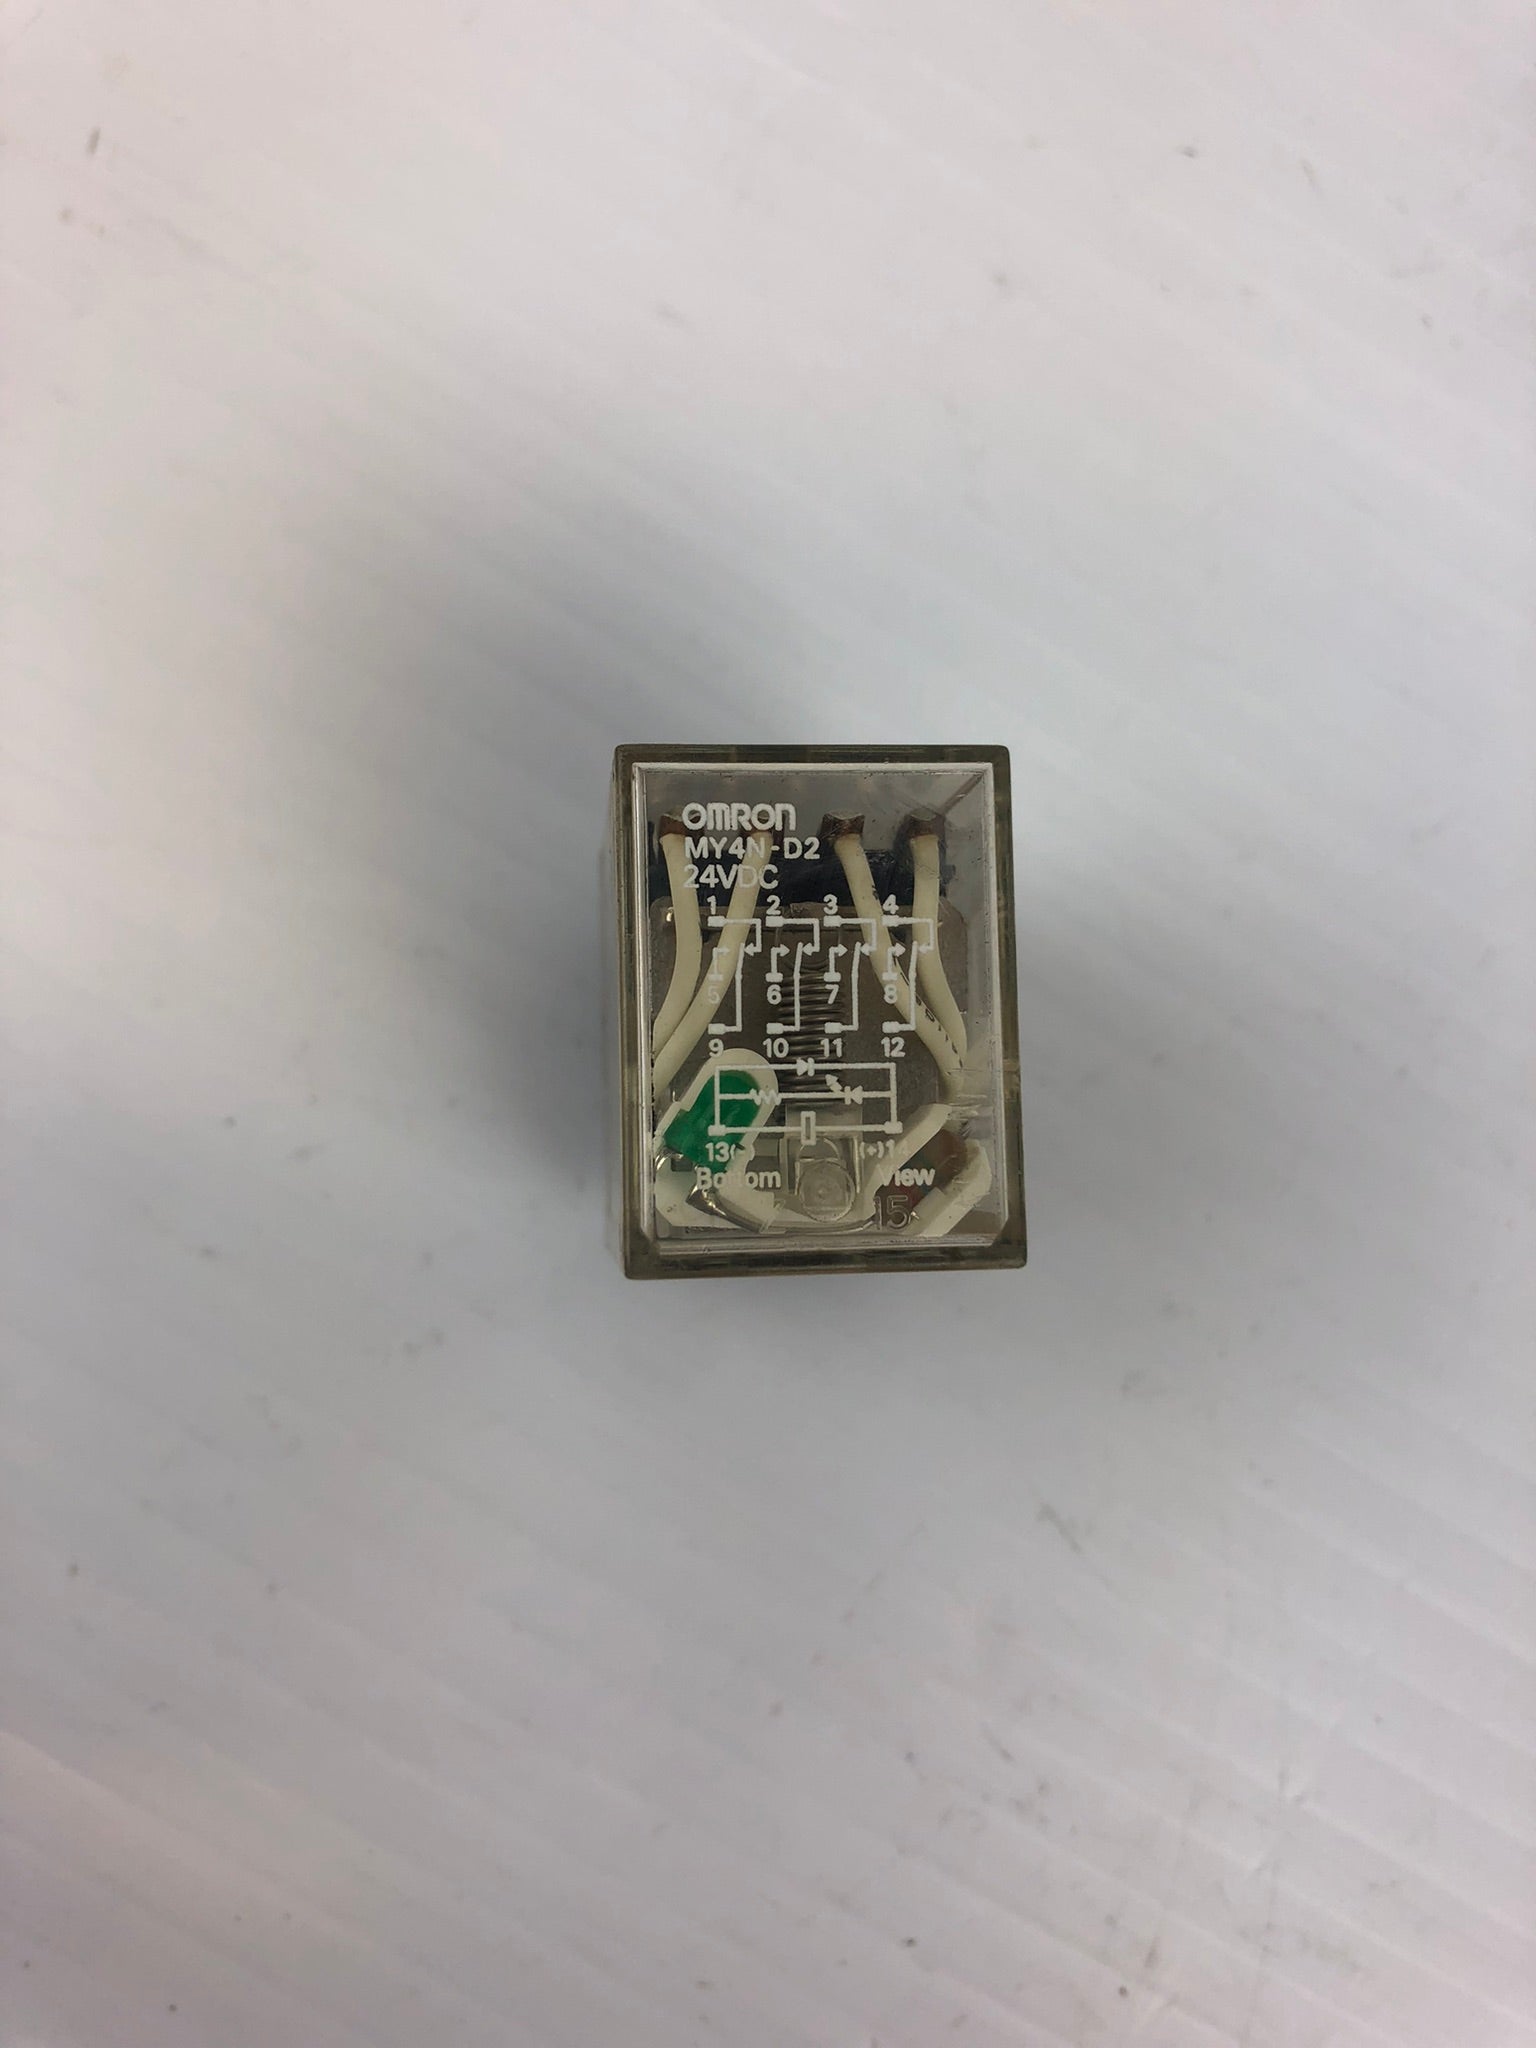 OMRON
MY4N-D2
24VDC
1 2 3 4
5 6 7 8
9 10 11 12
13(-) (+)14
Bottom View
15